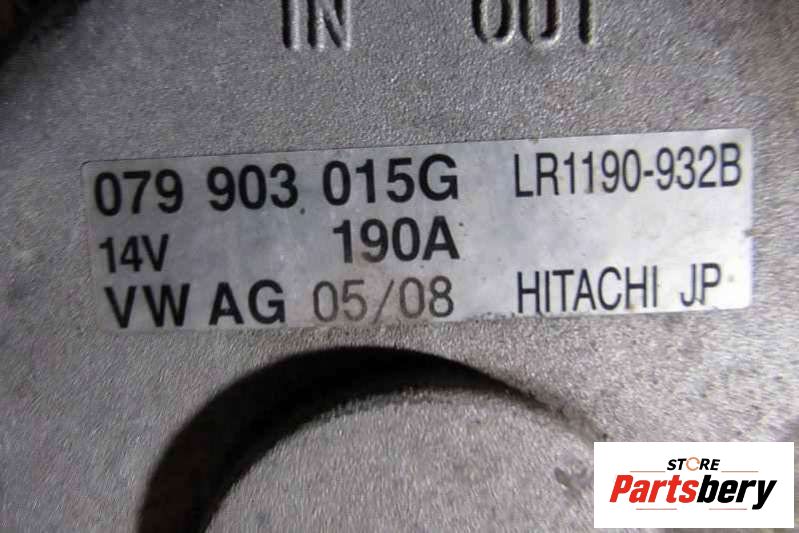 IN OUT
079 903 015G LR1190-932B
14V 190A
VW AG 05/08 HITACHI JP
STORE
Partsbery